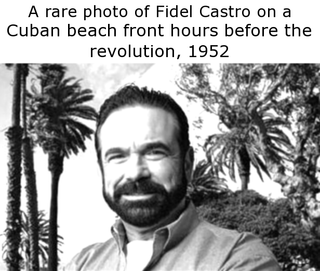 A rare photo of Fidel Castro on a
Cuban beach front hours before the
revolution, 1952